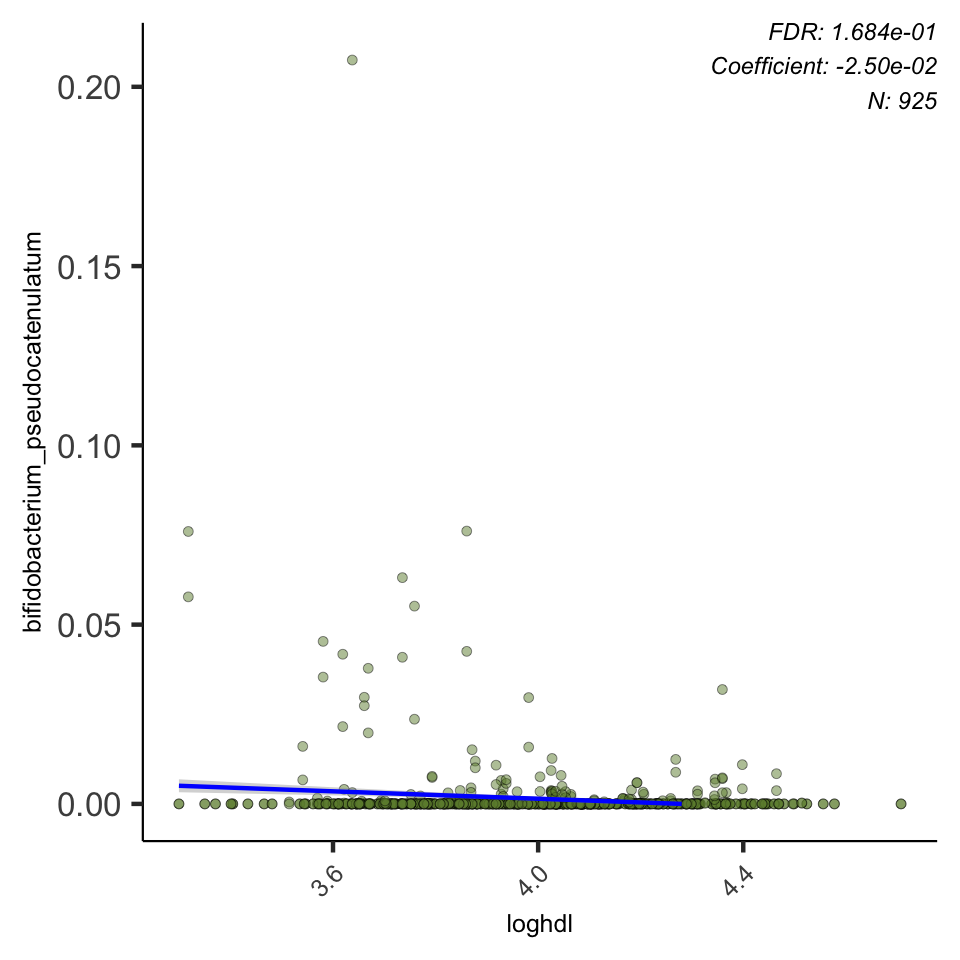 FDR: 1.684e-01
Coefficient: -2.50e-02
N: 925
0.20
0.15
0.10
0.05
0.00
bifidobacterium_pseudocatenulatum
3.6
4.0
4.4
loghdl